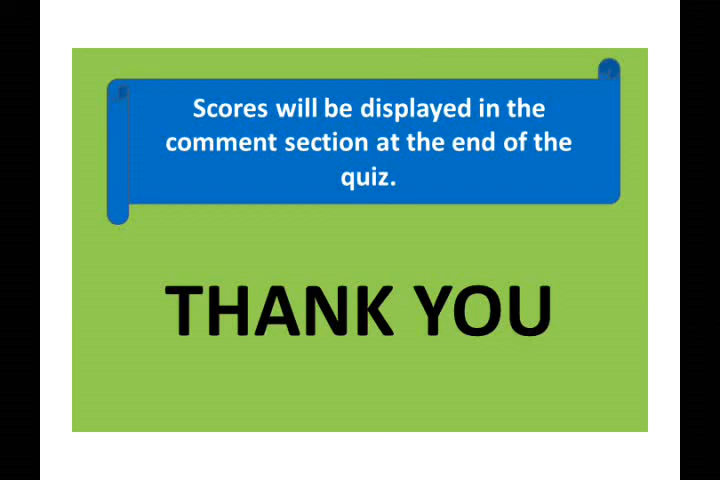 Scores will be displayed in the
comment section at the end of the
quiz.
THANK YOU